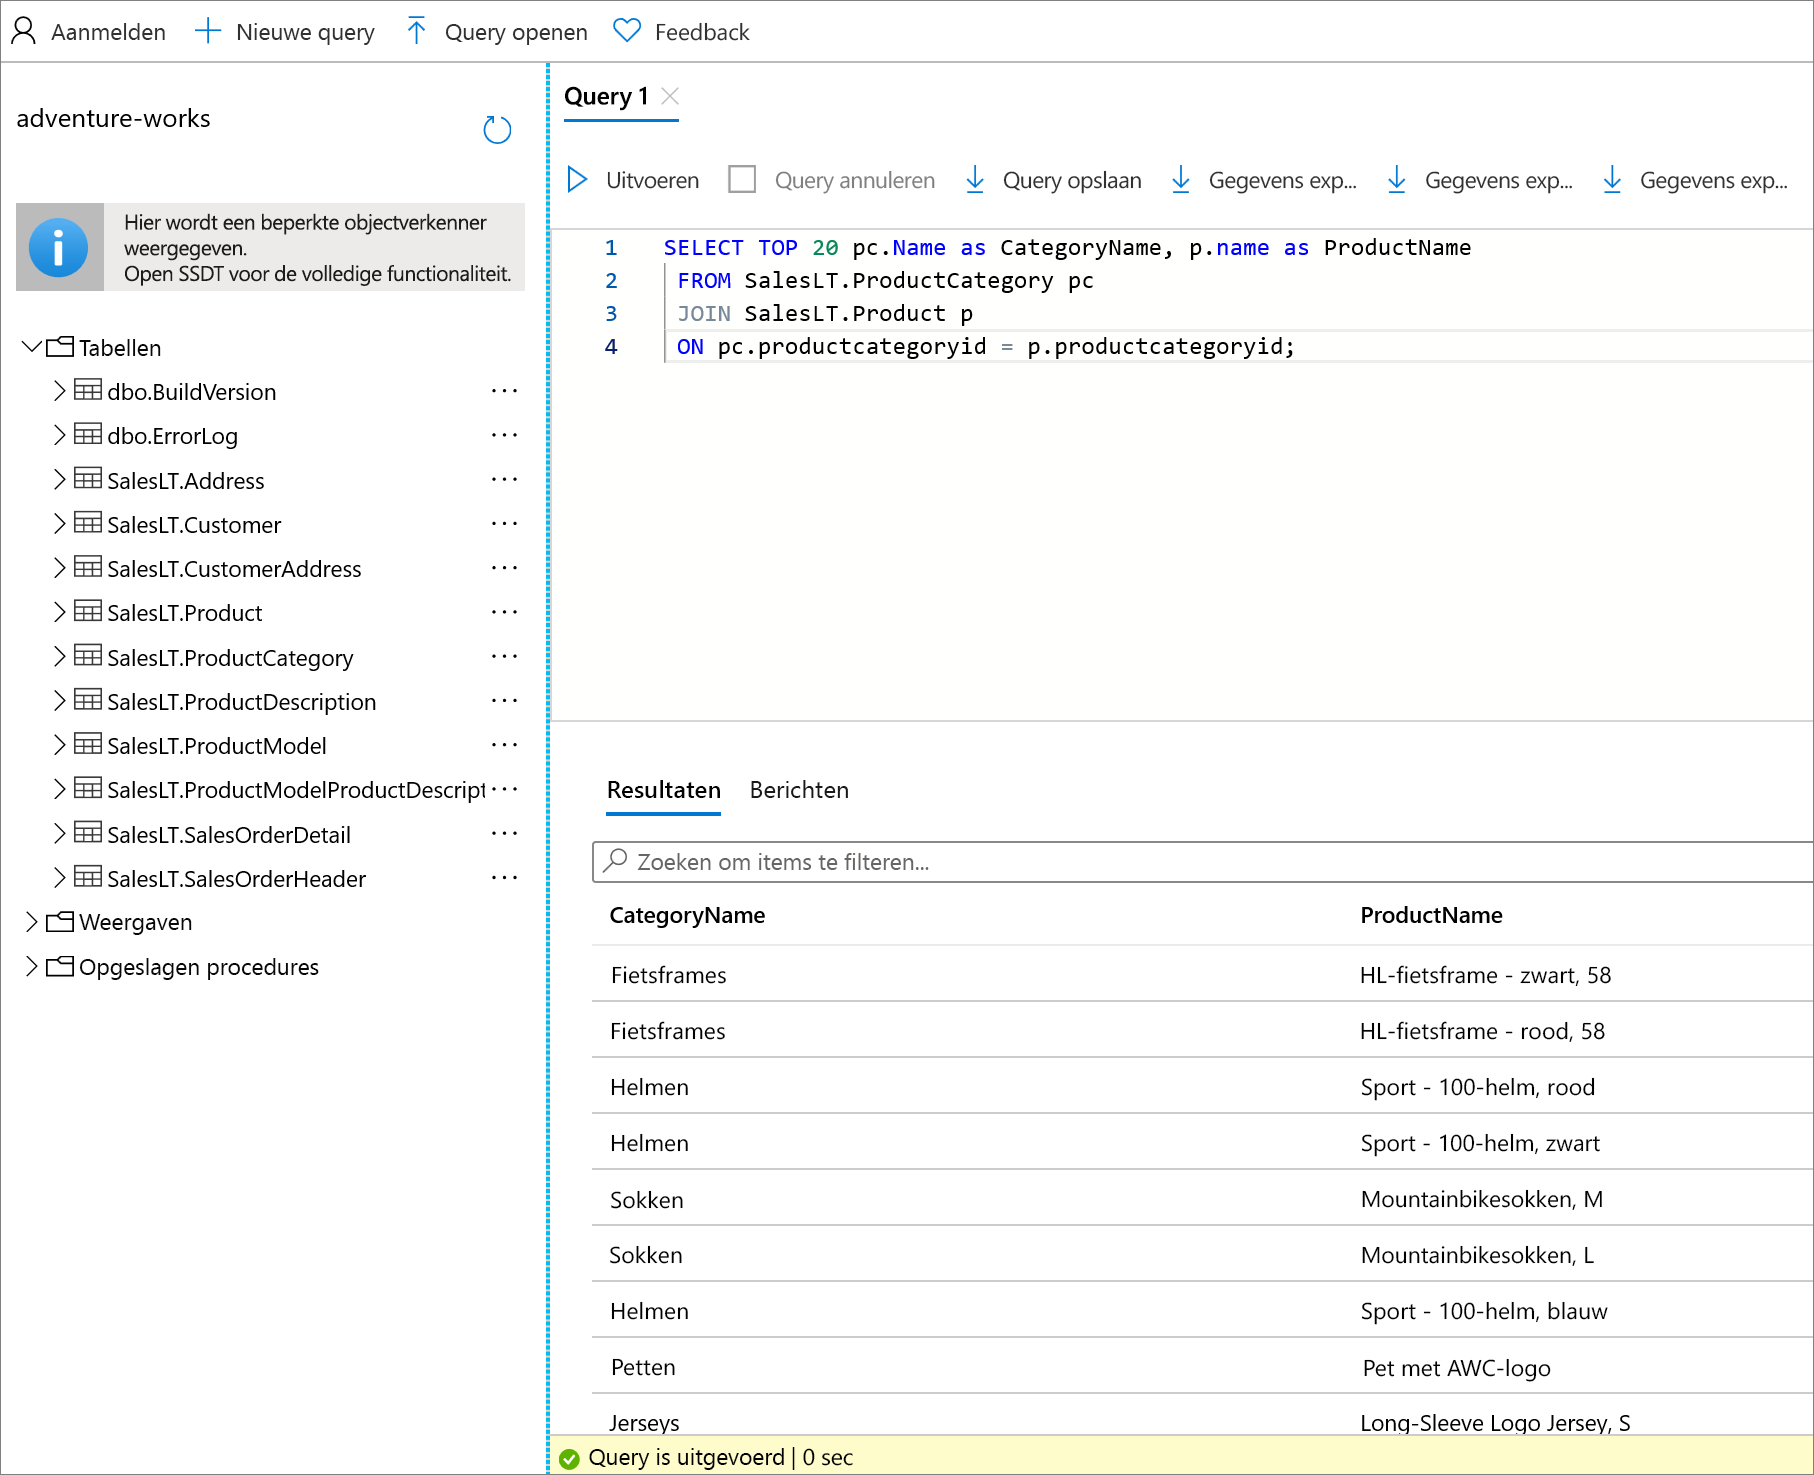 Aanmelden Nieuwe query Query openen Feedback
adventure-works
Hier wordt een beperkte objectverkenner
weergegeven.
Open SSDT voor de volledige functionaliteit.
Tabellen
dbo.BuildVersion ...
dbo.ErrorLog ...
SalesLT.Address ...
SalesLT.Customer ...
SalesLT.CustomerAddress ...
SalesLT.Product ...
SalesLT.ProductCategory ...
SalesLT.ProductDescription ...
SalesLT.ProductModel ...
SalesLT.ProductModelProductDescript ...
SalesLT.SalesOrderDetail ...
SalesLT.SalesOrderHeader ...
Weergaven
Opgeslagen procedures
Query 1
Uitvoeren Query annuleren Query opslaan Gegevens exp... Gegevens exp... Gegevens exp...
1 SELECT TOP 20 pc.Name as CategoryName, p.name as ProductName
2 FROM SalesLT.ProductCategory pc
3 JOIN SalesLT.Product p
4 ON pc.productcategoryid = p.productcategoryid;
Resultaten Berichten
Zoeken om items te filteren...
CategoryName ProductName
Fietsframes HL-fietsframe - zwart, 58
Fietsframes HL-fietsframe - rood, 58
Helmen Sport - 100-helm, rood
Helmen Sport - 100-helm, zwart
Sokken Mountainbikesokken, M
Sokken Mountainbikesokken, L
Helmen Sport - 100-helm, blauw
Petten Pet met AWC-logo
Jerseys Long-Sleeve Logo Jersey, S
Query is uitgevoerd | 0 sec